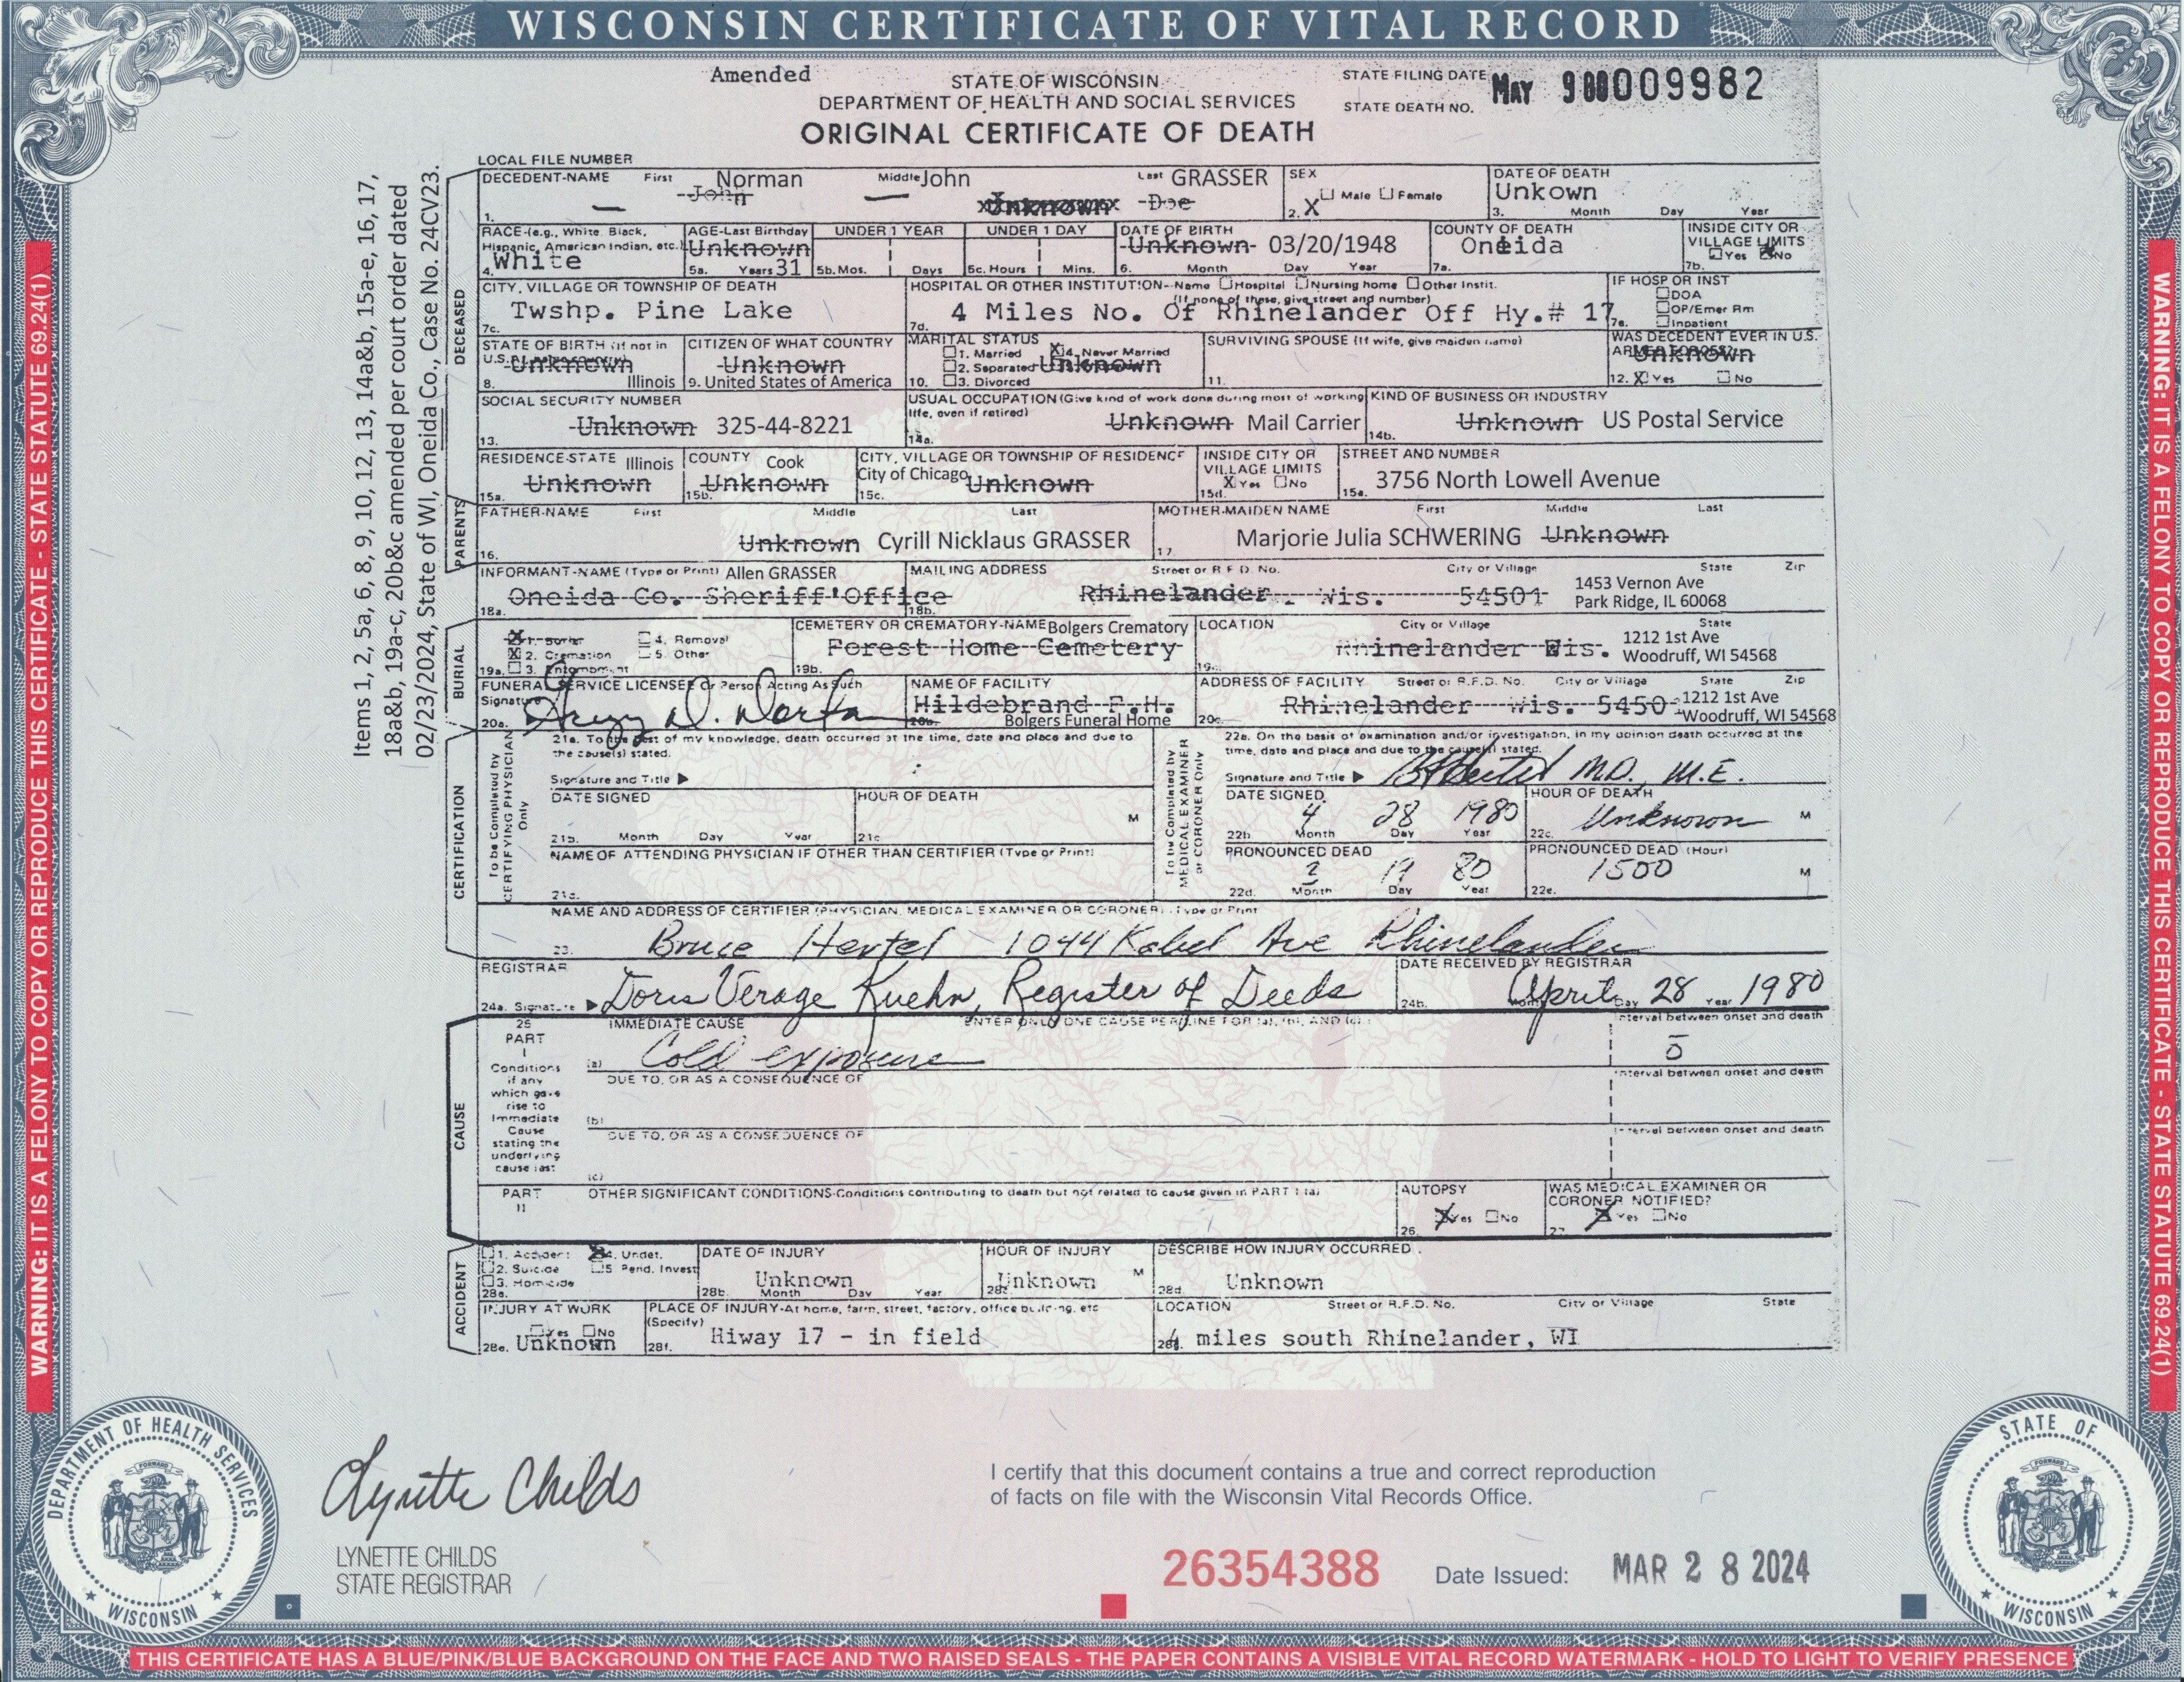 WISCONSIN CERTIFICATE OF VITAL RECORD
Amended
STATE OF WISCONSIN
DEPARTMENT OF HEALTH AND SOCIAL SERVICES
ORIGINAL CERTIFICATE OF DEATH
STATE FILING DATE MAY 9
STATE DEATH NO. 009982
LOCAL FILE NUMBER
DECEASED
DECEDENT-NAME First Middle Last
1. Norman John GRASSER
John Unknown Doe
SEX
2. X Male Female
DATE OF DEATH
Unkown
3. Month Day Year
RACE-(e.g., White, Black, Hispanic, American Indian, etc.)
4. White
AGE-Last Birthday
Unknown
5a. Years 31
UNDER 1 YEAR
5b. Mos. Days
UNDER 1 DAY
5c. Hours Mins.
DATE OF BIRTH
Unknown 03/20/1948
6. Month Day Year
COUNTY OF DEATH
Oneida
7a.
INSIDE CITY OR VILLAGE LIMITS
7b. Yes X No
CITY, VILLAGE OR TOWNSHIP OF DEATH
7c. Twshp. Pine Lake
HOSPITAL OR OTHER INSTITUTION-Name Hospital Nursing home Other Instit.
(If none of these, give street and number)
7d. 4 Miles No. Of Rhinelander Off Hy.# 17
IF HOSP OR INST
DOA
OP/Emer Rm
7e. Inpatient
STATE OF BIRTH (if not in U.S.A.
Unknown
8. Illinois
CITIZEN OF WHAT COUNTRY
Unknown
9. United States of America
MARITAL STATUS
1. Married X 4. Never Married
2. Separated Unknown
10. 3. Divorced
SURVIVING SPOUSE (If wife, give maiden name)
11.
WAS DECEDENT EVER IN U.S. ARMED FORCES?
Unknown
12. X Yes No
SOCIAL SECURITY NUMBER
13. Unknown 325-44-8221
USUAL OCCUPATION (Give kind of work done during most of working life, even if retired)
14a. Unknown Mail Carrier
KIND OF BUSINESS OR INDUSTRY
14b. Unknown US Postal Service
RESIDENCE-STATE Illinois
15a. Unknown
COUNTY Cook
15b. Unknown
CITY, VILLAGE OR TOWNSHIP OF RESIDENCE
City of Chicago Unknown
15c.
INSIDE CITY OR VILLAGE LIMITS
X Yes No
15d.
STREET AND NUMBER
15e. 3756 North Lowell Avenue
PARENTS
FATHER-NAME First Middle Last
16. Unknown Cyrill Nicklaus GRASSER
MOTHER-MAIDEN NAME First Middle Last
17. Marjorie Julia SCHWERING Unknown
INFORMANT-NAME (Type or Print) Allen GRASSER
18a. Oneida Co. Sheriff'Office
MAILING ADDRESS Street or R.F.D. No. City or Village State Zip
18b. Rhinelander, Wis. 54501
1453 Vernon Ave
Park Ridge, IL 60068
BURIAL
X 1. Burial 4. Removal
X 2. Cremation 5. Other
19a. 3. Entombment
CEMETERY OR CREMATORY-NAME Bolgers Crematory
19b. Forest Home Cemetery
LOCATION City or Village State
19c. Rhinelander Wis.
1212 1st Ave
Woodruff, WI 54568
FUNERAL SERVICE LICENSEE Or Person Acting As Such
Signature
20a.
NAME OF FACILITY
Hildebrand F.H.
20b. Bolgers Funeral Home
ADDRESS OF FACILITY Street or R.F.D. No. City or Village State Zip
20c. Rhinelander Wis. 5450
1212 1st Ave
Woodruff, WI 54568
CERTIFICATION
To be Completed by CERTIFYING PHYSICIAN Only
21a. To the best of my knowledge, death occurred at the time, date and place and due to the cause(s) stated.
Signature and Title
DATE SIGNED
21b. Month Day Year
HOUR OF DEATH
21c. M
NAME OF ATTENDING PHYSICIAN IF OTHER THAN CERTIFIER (Type or Print)
To be Completed by MEDICAL EXAMINER or CORONER Only
22a. On the basis of examination and/or investigation, in my opinion death occurred at the time, date and place and due to the cause(s) stated.
Signature and Title MD, M.E.
DATE SIGNED
4 28 1980
22b. Month Day Year
HOUR OF DEATH
22c. Unknown M
PRONOUNCED DEAD
2 19 80
22d. Month Day Year
PRONOUNCED DEAD (Hour)
1500
22e. M
NAME AND ADDRESS OF CERTIFIER (PHYSICIAN, MEDICAL EXAMINER OR CORONER) Type or Print
23. Bruce Hertel 1044 Kabel Ave Rhinelander
REGISTRAR
24a. Signature Doris Verage Kuehn, Register of Deeds
DATE RECEIVED BY REGISTRAR
24b. April 28 1980
CAUSE
25 IMMEDIATE CAUSE ENTER ONLY ONE CAUSE PER LINE FOR (a), (b), AND (c)
PART I
Conditions if any which gave rise to Immediate Cause stating the underlying cause last
(a) Cold exposure
Interval between onset and death
0
DUE TO, OR AS A CONSEQUENCE OF
(b)
Interval between onset and death
DUE TO, OR AS A CONSEQUENCE OF
(c)
Interval between onset and death
PART II
OTHER SIGNIFICANT CONDITIONS-Conditions contributing to death but not related to cause given in PART I (a)
AUTOPSY
26. X Yes No
WAS MEDICAL EXAMINER OR CORONER NOTIFIED?
27. X Yes No
ACCIDENT
1. Accident X 4. Undet.
2. Suicide 5 Pend. Invest
3. Homicide
28a.
DATE OF INJURY
Unknown
28b. Month Day Year
HOUR OF INJURY
28c. Unknown M
DESCRIBE HOW INJURY OCCURRED
28d. Unknown
INJURY AT WORK
Yes No
28e. Unknown
PLACE OF INJURY-At home, farm, street, factory, office building, etc
(Specify)
28f. Hiway 17 - in field
LOCATION Street or R.F.D. No. City or Village State
28g. 4 miles south Rhinelander, WI
Items 1, 2, 5a, 6, 8, 9, 10, 12, 13, 14a&b, 15a-e, 16, 17,
18a&b, 19a-c, 20b&c amended per court order dated
02/23/2024, State of WI, Oneida Co., Case No. 24CV23.
WARNING: IT IS A FELONY TO COPY OR REPRODUCE THIS CERTIFICATE - STATE STATUTE 69.24(1)
WARNING: IT IS A FELONY TO COPY OR REPRODUCE THIS CERTIFICATE - STATE STATUTE 69.24(1)
DEPARTMENT OF HEALTH SERVICES
FORWARD
WISCONSIN
Lynette Childs
LYNETTE CHILDS
STATE REGISTRAR
I certify that this document contains a true and correct reproduction
of facts on file with the Wisconsin Vital Records Office.
26354388
Date Issued: MAR 28 2024
STATE OF
FORWARD
WISCONSIN
THIS CERTIFICATE HAS A BLUE/PINK/BLUE BACKGROUND ON THE FACE AND TWO RAISED SEALS - THE PAPER CONTAINS A VISIBLE VITAL RECORD WATERMARK - HOLD TO LIGHT TO VERIFY PRESENCE